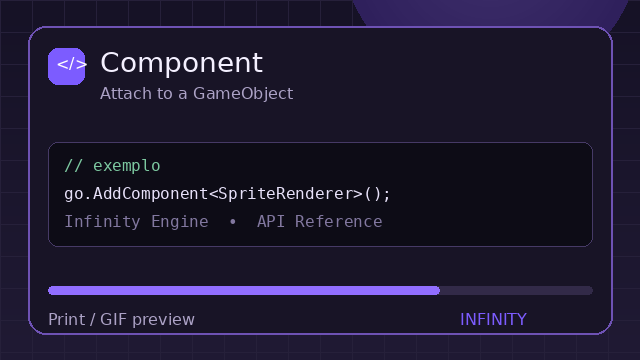 </>
Component
Attach to a GameObject
// exemplo
go.AddComponent<SpriteRenderer>();
Infinity Engine • API Reference
Print / GIF preview
INFINITY